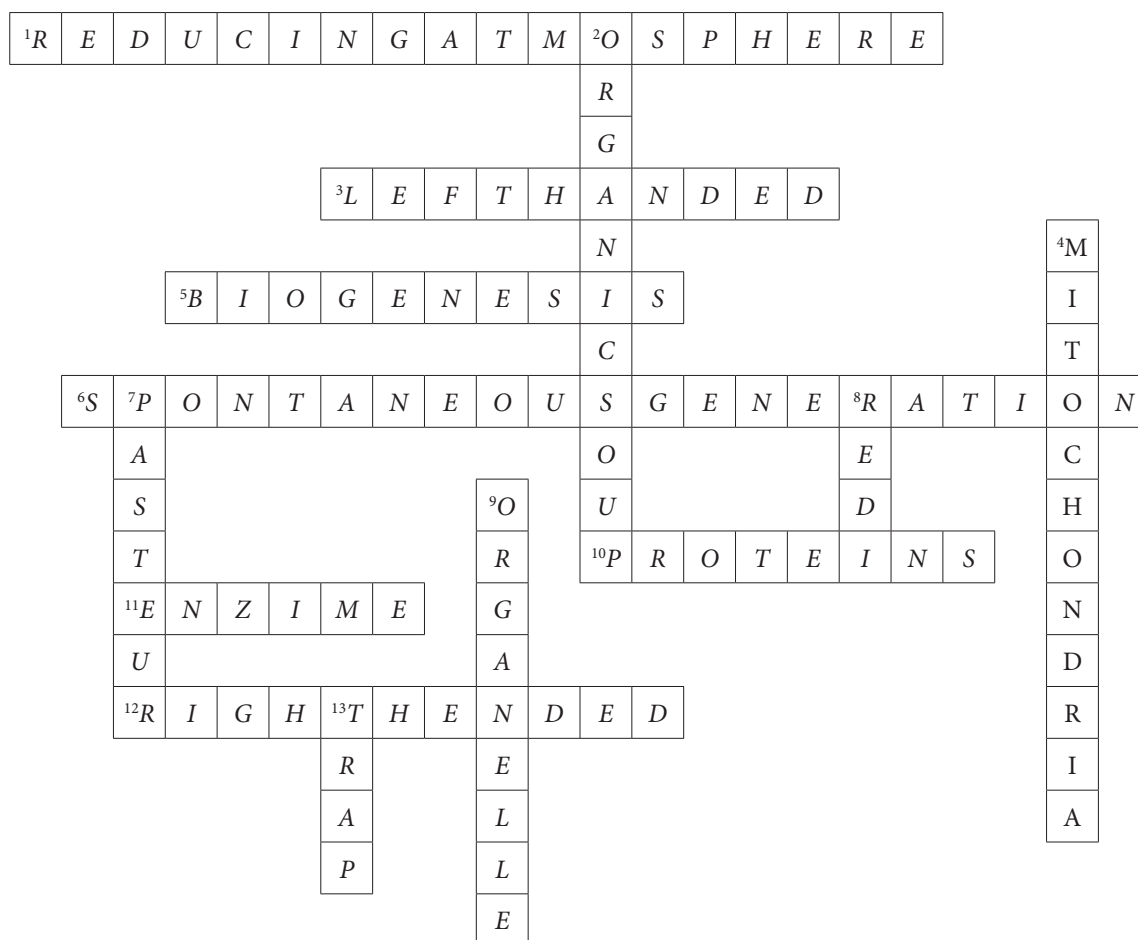 ¹R E D U C I N G A T M ²O S P H E R E
R
G
³L E F T H A N D E D
N ⁴M
⁵B I O G E N E S I S I
C T
⁶S ⁷P O N T A N E O U S G E N E ⁸R A T I O N
A O E C
S ⁹O U D H
T R ¹⁰P R O T E I N S O
¹¹E N Z I M E G N
U A D
¹²R I G H ¹³T H E N D E D R
R E I
A L A
P L
E